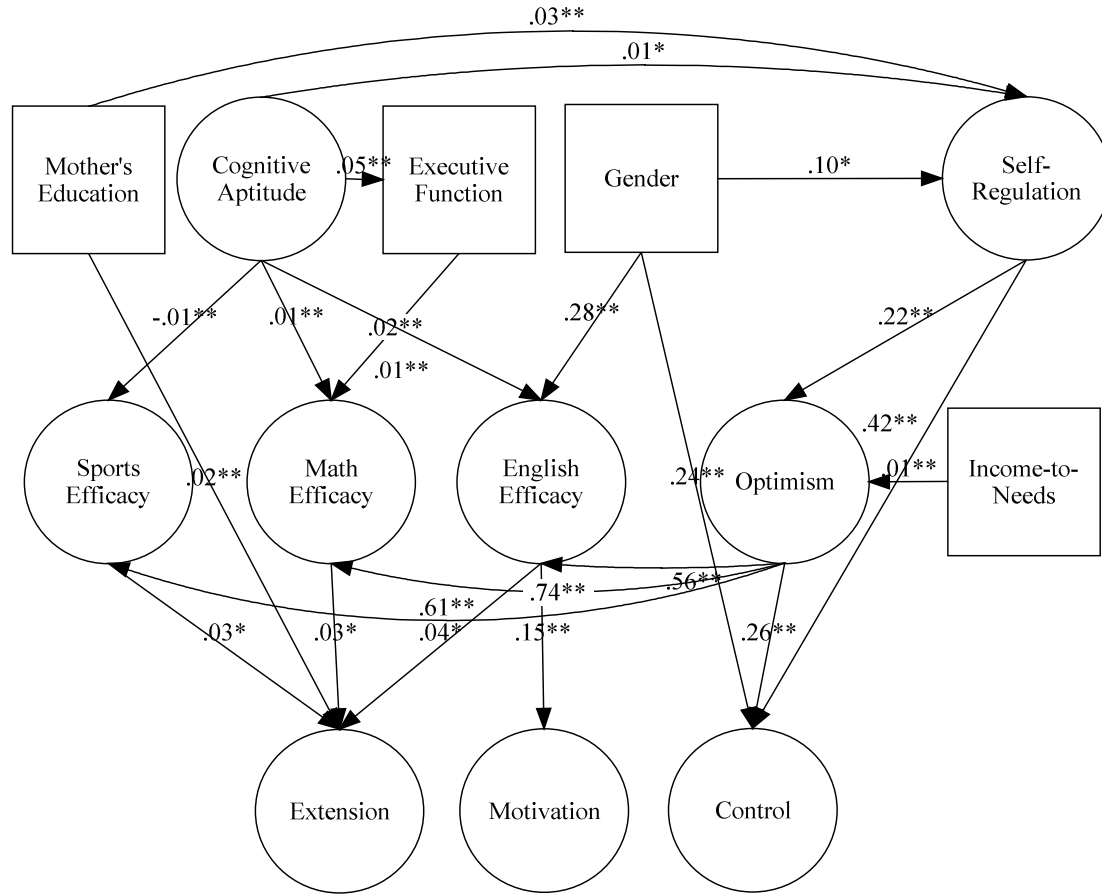 .03**
.01*
Mother's
Education
Cognitive
Aptitude
.05**
Executive
Function
Gender
.10*
Self-
Regulation
-.01**
.01**
.02**
.01**
.28**
.22**
.42**
Sports
Efficacy
.02**
Math
Efficacy
English
Efficacy
.24**
Optimism
.01**
Income-to-
Needs
.61**
.74**
.56**
.03*
.03*
.04*
.15**
.26**
Extension
Motivation
Control